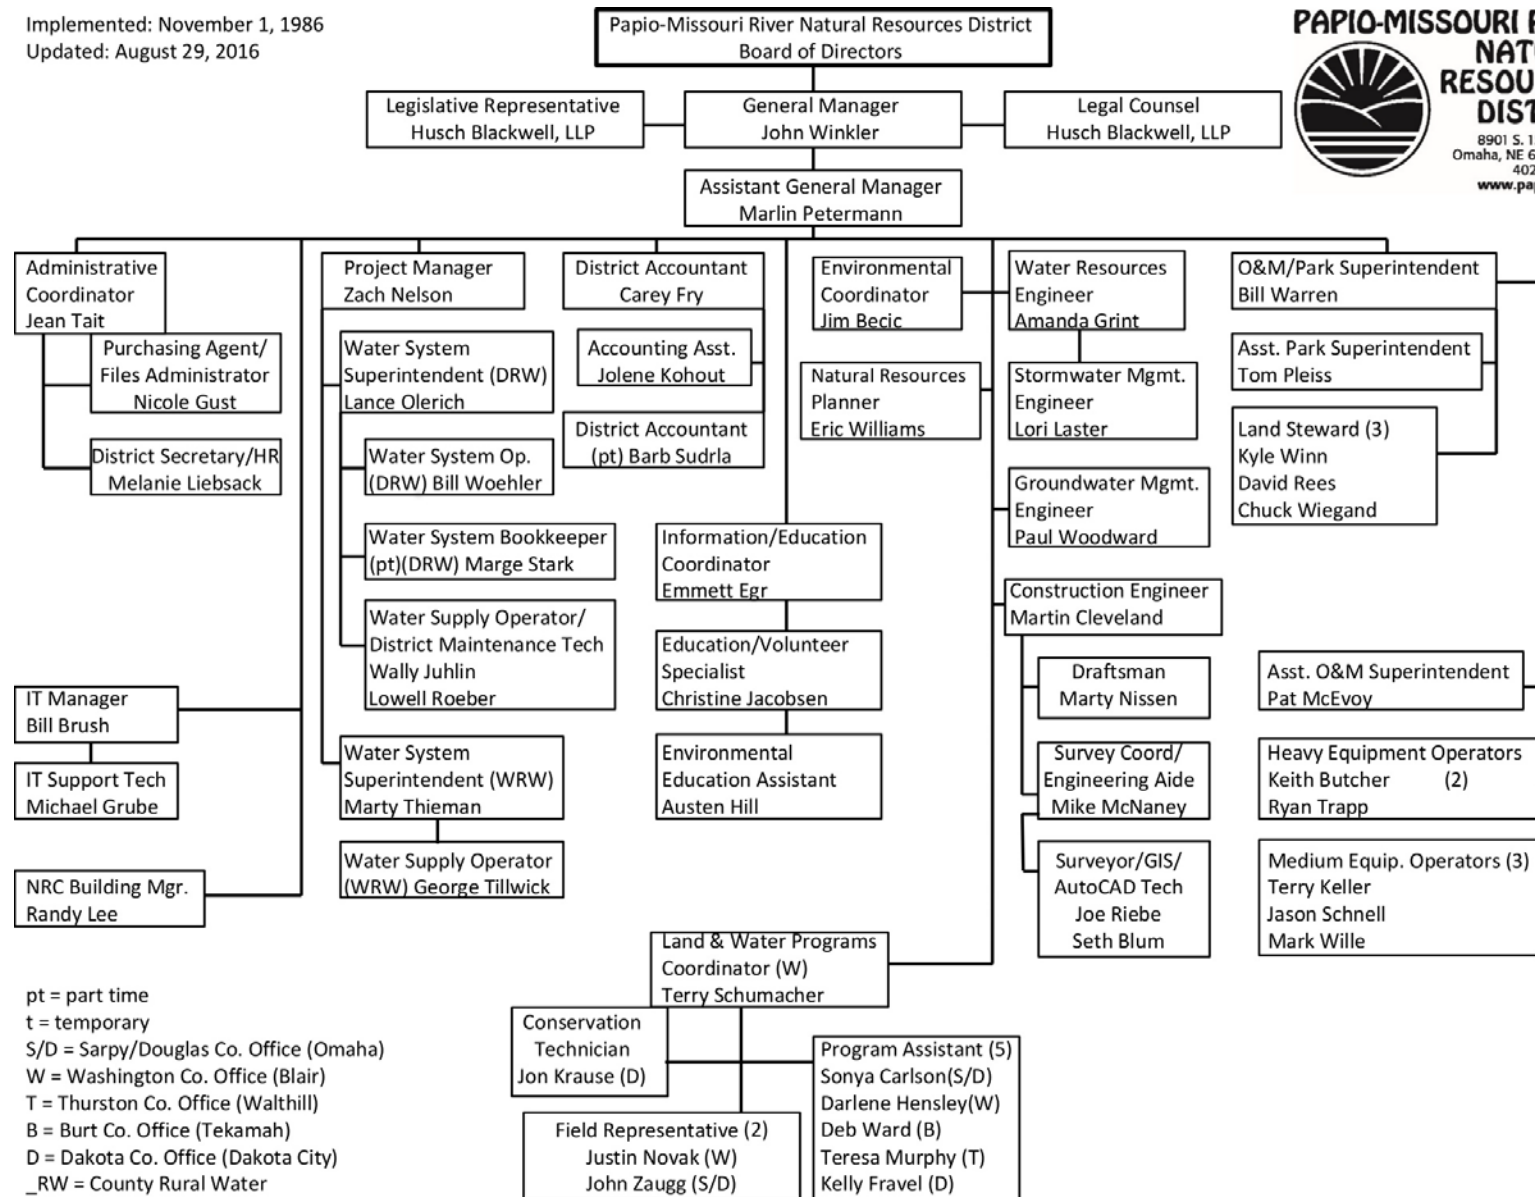 Implemented: November 1, 1986
Updated: August 29, 2016
Papio-Missouri River Natural Resources District
Board of Directors
PAPIO-MISSOURI
NAT
RESOU
DIST
8901 S. 1
Omaha, NE 6
402
www.pap
Legislative Representative
Husch Blackwell, LLP
General Manager
John Winkler
Legal Counsel
Husch Blackwell, LLP
Assistant General Manager
Marlin Petermann
Administrative
Coordinator
Jean Tait
Purchasing Agent/
Files Administrator
Nicole Gust
District Secretary/HR
Melanie Liebsack
IT Manager
Bill Brush
IT Support Tech
Michael Grube
NRC Building Mgr.
Randy Lee
Project Manager
Zach Nelson
Water System
Superintendent (DRW)
Lance Olerich
Water System Op.
(DRW) Bill Woehler
Water System Bookkeeper
(pt)(DRW) Marge Stark
Water Supply Operator/
District Maintenance Tech
Wally Juhlin
Lowell Roeber
Water System
Superintendent (WRW)
Marty Thieman
Water Supply Operator
(WRW) George Tillwick
District Accountant
Carey Fry
Accounting Asst.
Jolene Kohout
District Accountant
(pt) Barb Sudrla
Information/Education
Coordinator
Emmett Egr
Education/Volunteer
Specialist
Christine Jacobsen
Environmental
Education Assistant
Austen Hill
Environmental
Coordinator
Jim Becic
Natural Resources
Planner
Eric Williams
Water Resources
Engineer
Amanda Grint
Stormwater Mgmt.
Engineer
Lori Laster
Groundwater Mgmt.
Engineer
Paul Woodward
Construction Engineer
Martin Cleveland
Draftsman
Marty Nissen
Survey Coord/
Engineering Aide
Mike McNaney
Surveyor/GIS/
AutoCAD Tech
Joe Riebe
Seth Blum
O&M/Park Superintendent
Bill Warren
Asst. Park Superintendent
Tom Pleiss
Land Steward (3)
Kyle Winn
David Rees
Chuck Wiegand
Asst. O&M Superintendent
Pat McEvoy
Heavy Equipment Operators
Keith Butcher (2)
Ryan Trapp
Medium Equip. Operators (3)
Terry Keller
Jason Schnell
Mark Wille
Land & Water Programs
Coordinator (W)
Terry Schumacher
Conservation
Technician
Jon Krause (D)
Field Representative (2)
Justin Novak (W)
John Zaugg (S/D)
Program Assistant (5)
Sonya Carlson(S/D)
Darlene Hensley(W)
Deb Ward (B)
Teresa Murphy (T)
Kelly Fravel (D)
pt = part time
t = temporary
S/D = Sarpy/Douglas Co. Office (Omaha)
W = Washington Co. Office (Blair)
T = Thurston Co. Office (Walthill)
B = Burt Co. Office (Tekamah)
D = Dakota Co. Office (Dakota City)
_RW = County Rural Water